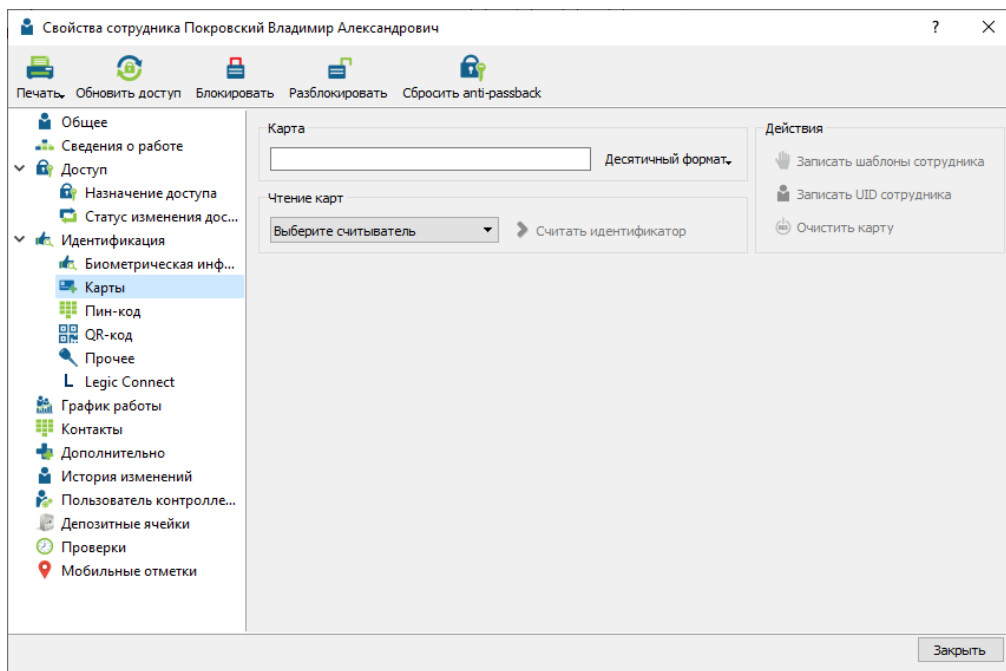 Свойства сотрудника Покровский Владимир Александрович
? ×
Печать Обновить доступ Блокировать Разблокировать Сбросить anti-passback
Общее
Сведения о работе
Доступ
Назначение доступа
Статус изменения дос...
Идентификация
Биометрическая инф...
Карты
Пин-код
QR-код
Прочее
L Legic Connect
График работы
Контакты
Дополнительно
История изменений
Пользователь контролле...
Депозитные ячейки
Проверки
Мобильные отметки
Карта
Десятичный формат
Чтение карт
Выберите считыватель
Считать идентификатор
Действия
Записать шаблоны сотрудника
Записать UID сотрудника
Очистить карту
Закрыть